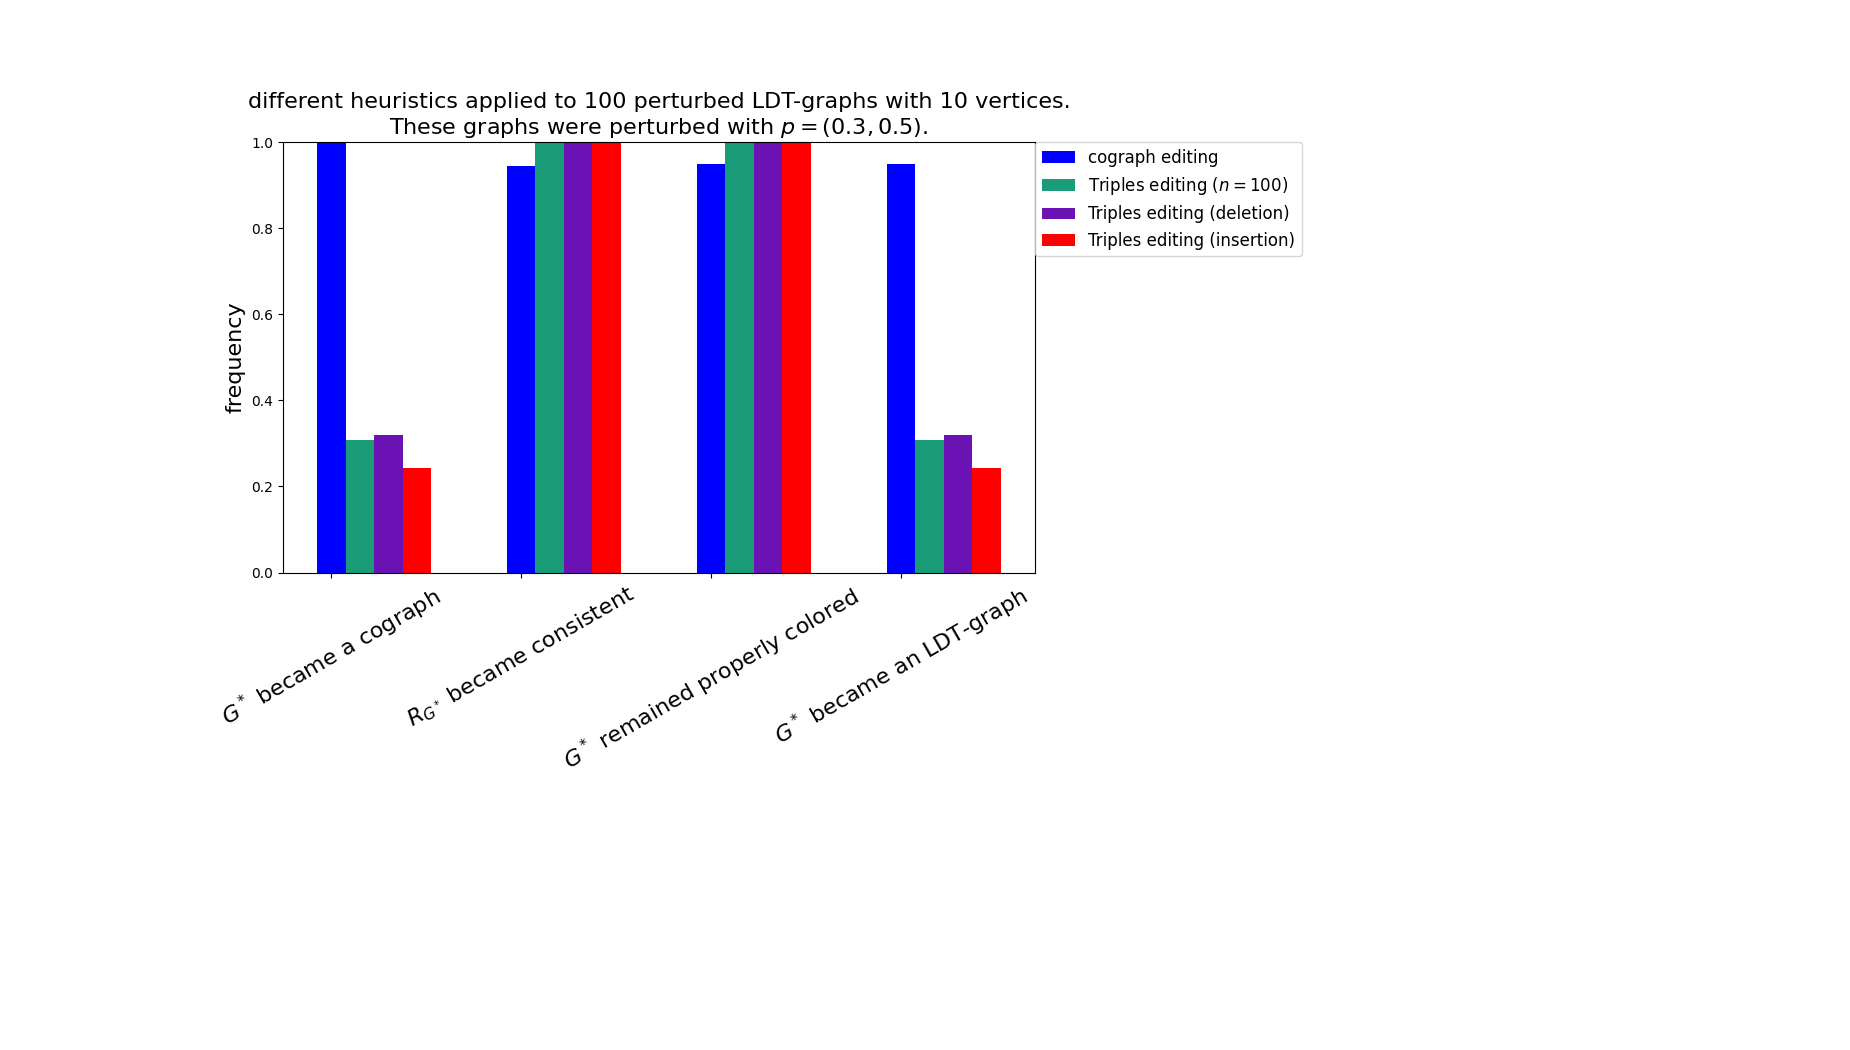 different heuristics applied to 100 perturbed LDT-graphs with 10 vertices.
These graphs were perturbed with p = (0.3, 0.5).
1.0
0.8
0.6
0.4
0.2
0.0
frequency
cograph editing
Triples editing (n = 100)
Triples editing (deletion)
Triples editing (insertion)
G* became a cograph
R_{G*} became consistent
G* remained properly colored
G* became an LDT-graph